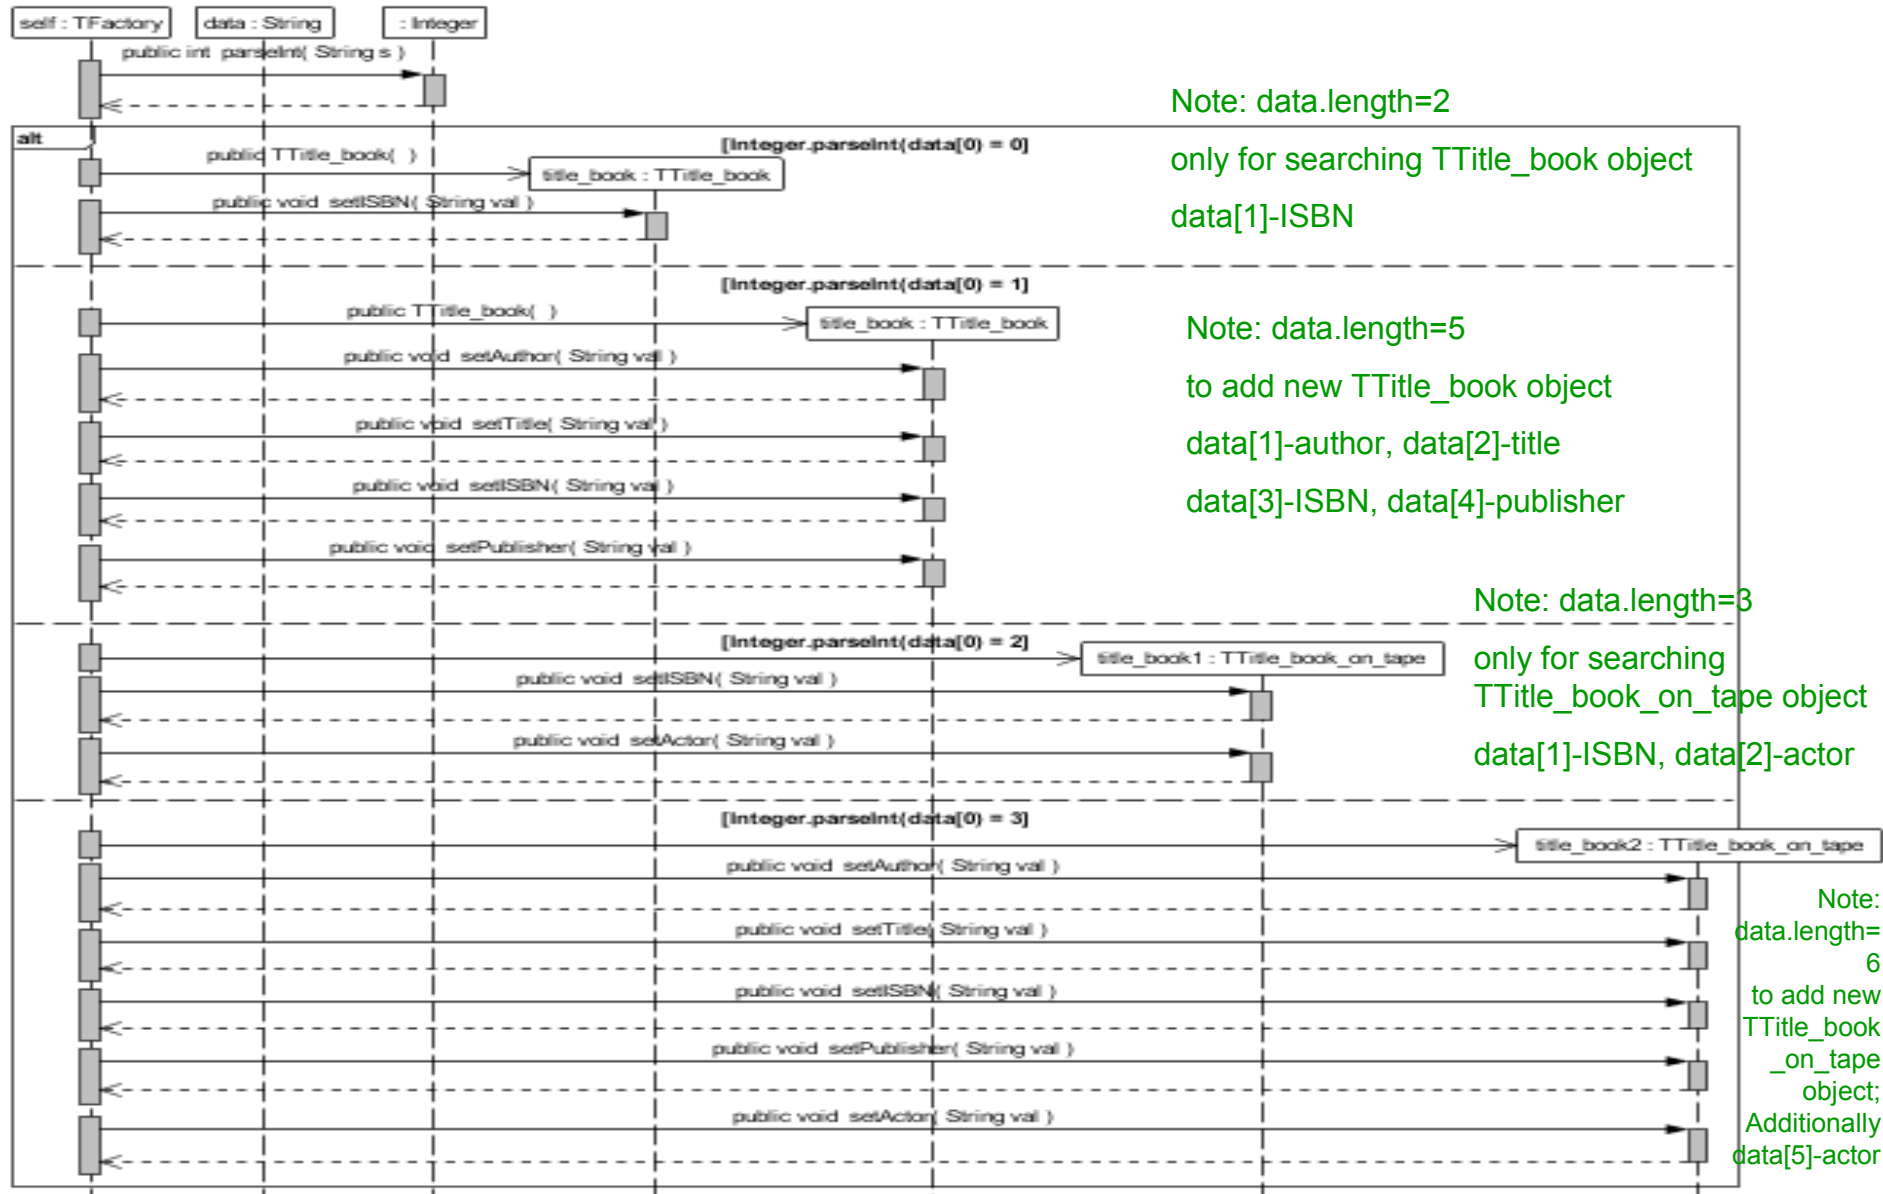 self : TFactory
data : String
: Integer
public int parseInt( String s )
alt
[Integer.parseInt(data[0) = 0]
public TTitle_book( )
title_book : TTitle_book
public void setISBN( String val )
Note: data.length=2
only for searching TTitle_book object
data[1]-ISBN
[Integer.parseInt(data[0) = 1]
public TTitle_book( )
title_book : TTitle_book
public void setAuthor( String val )
public void setTitle( String val )
public void setISBN( String val )
public void setPublisher( String val )
Note: data.length=5
to add new TTitle_book object
data[1]-author, data[2]-title
data[3]-ISBN, data[4]-publisher
[Integer.parseInt(data[0) = 2]
title_book1 : TTitle_book_on_tape
public void setISBN( String val )
public void setActor( String val )
Note: data.length=3
only for searching
TTitle_book_on_tape object
data[1]-ISBN, data[2]-actor
[Integer.parseInt(data[0) = 3]
title_book2 : TTitle_book_on_tape
public void setAuthor( String val )
public void setTitle( String val )
public void setISBN( String val )
public void setPublisher( String val )
public void setActor( String val )
Note:
data.length=
6
to add new
TTitle_book
_on_tape
object;
Additionally
data[5]-actor